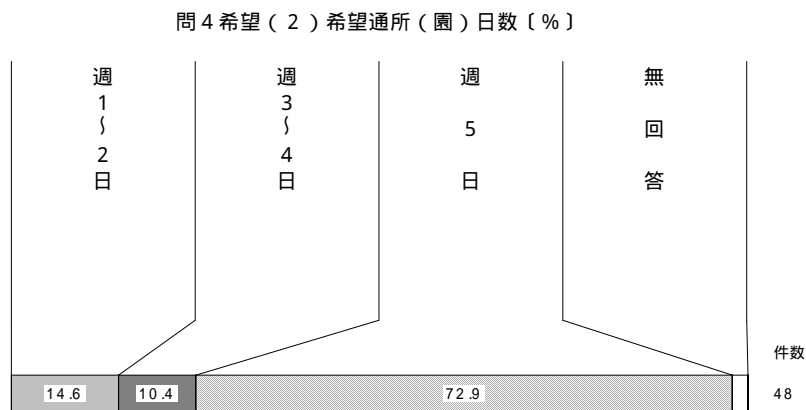 問4希望(2)希望通所(園)日数〔%〕
週1~2日
週3~4日
週5日
無回答
件数
14.6 10.4 72.9 48